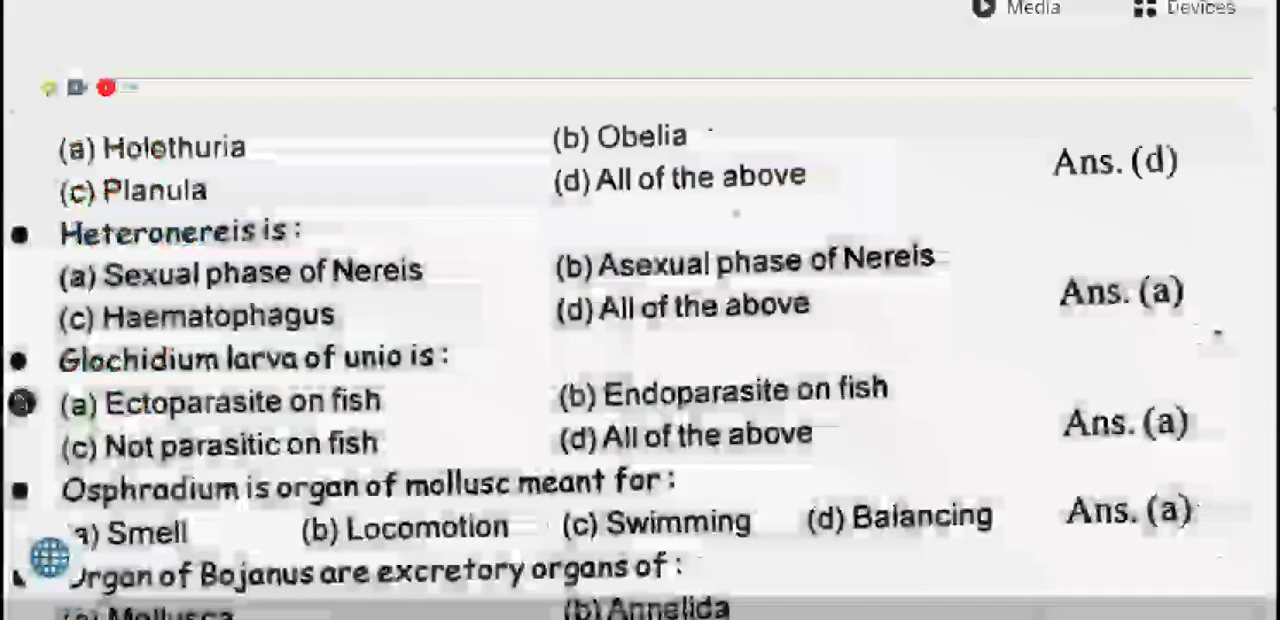 Media Devices
(a) Holothuria (b) Obelia
(c) Planula (d) All of the above Ans. (d)
Heteronereis is :
(a) Sexual phase of Nereis (b) Asexual phase of Nereis
(c) Haematophagus (d) All of the above Ans. (a)
Glochidium larva of unio is :
(a) Ectoparasite on fish (b) Endoparasite on fish
(c) Not parasitic on fish (d) All of the above Ans. (a)
Osphradium is organ of mollusc meant for :
a) Smell (b) Locomotion (c) Swimming (d) Balancing Ans. (a)
Organ of Bojanus are excretory organs of :
(a) Mollusca (b) Annelida